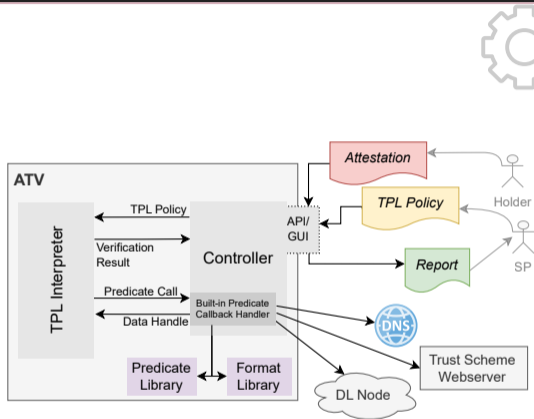 Attestation
ATV
Holder
TPL Policy
TPL Policy
API/
GUI
TPL Interpreter
Verification
Result
Controller
Report
SP
Predicate Call
Built-in Predicate
Callback Handler
Data Handle
DNS
Trust Scheme
Webserver
Predicate
Library
Format
Library
DL Node